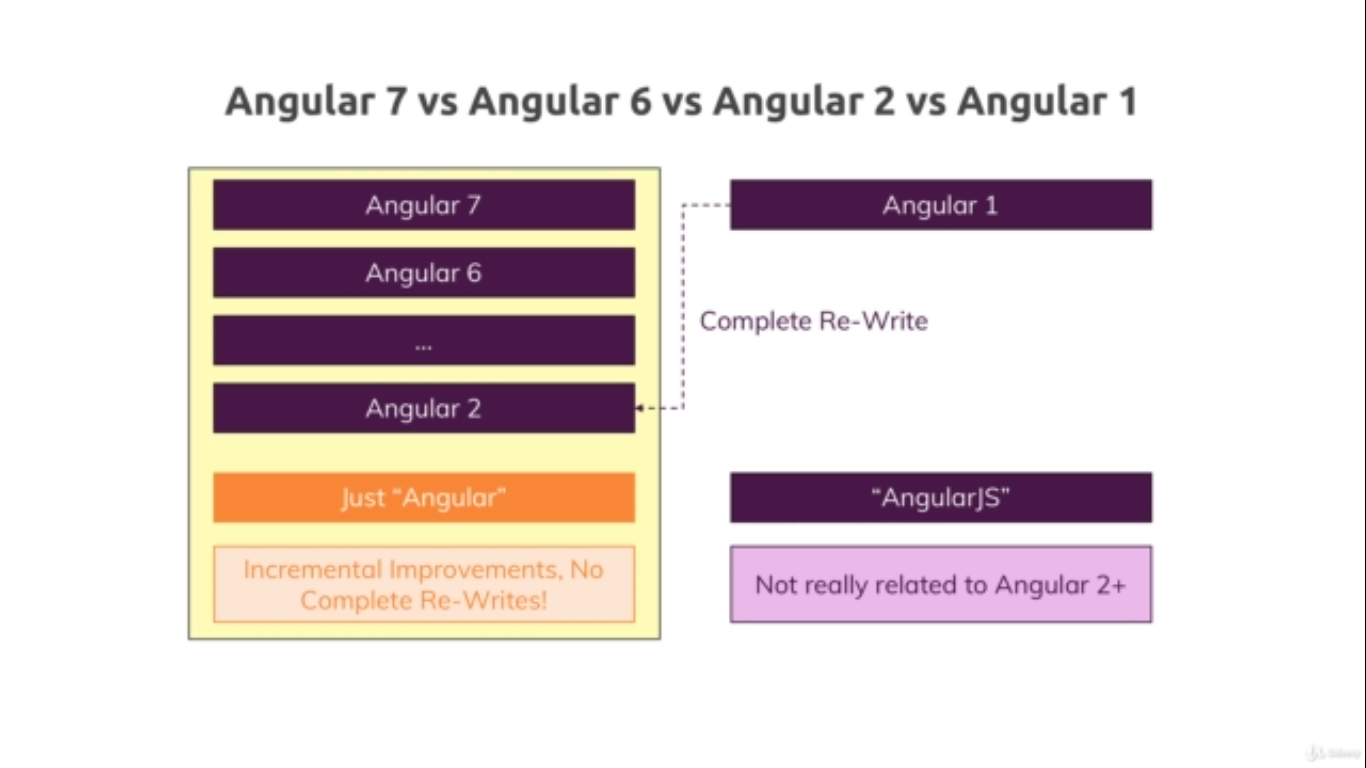 Angular 7 vs Angular 6 vs Angular 2 vs Angular 1
Angular 7
Angular 6
...
Angular 2
Just “Angular”
Incremental Improvements, No
Complete Re-Writes!
Angular 1
Complete Re-Write
“AngularJS”
Not really related to Angular 2+
Udemy